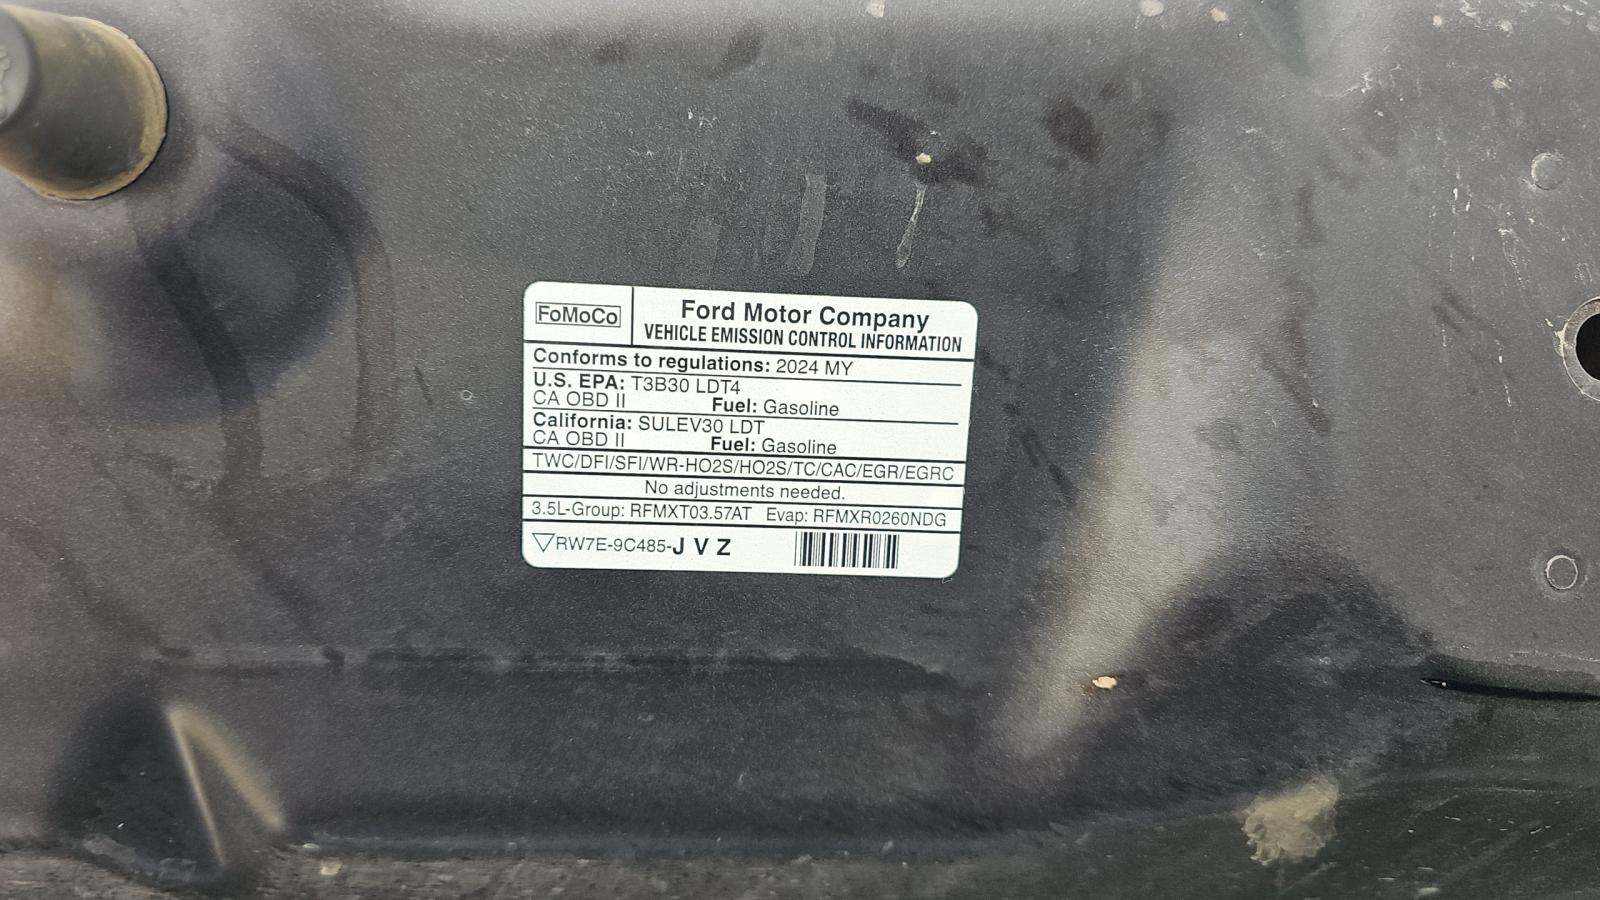 FoMoCo
Ford Motor Company
VEHICLE EMISSION CONTROL INFORMATION
Conforms to regulations: 2024 MY
U.S. EPA: T3B30 LDT4
CA OBD II Fuel: Gasoline
California: SULEV30 LDT
CA OBD II Fuel: Gasoline
TWC/DFI/SFI/WR-HO2S/HO2S/TC/CAC/EGR/EGRC
No adjustments needed.
3.5L-Group: RFMXT03.57AT Evap: RFMXR0260NDG
RW7E-9C485-J V Z